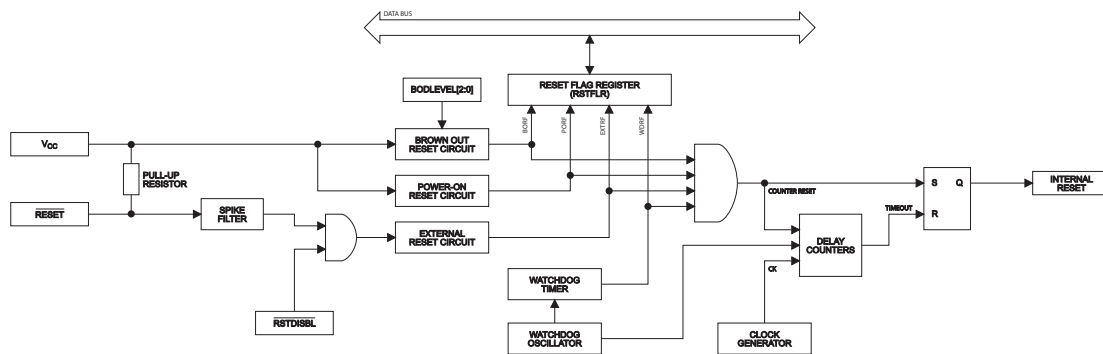 DATA BUS
BODLEVEL[2:0]
RESET FLAG REGISTER
(RSTFLR)
BORF
PORF
EXTRF
WDRF
VCC
BROWN OUT
RESET CIRCUIT
PULL-UP
RESISTOR
POWER-ON
RESET CIRCUIT
S
Q
R
INTERNAL
RESET
COUNTER RESET
TIMEOUT
RESET
SPIKE
FILTER
EXTERNAL
RESET CIRCUIT
DELAY
COUNTERS
CK
WATCHDOG
TIMER
RSTDISBL
WATCHDOG
OSCILLATOR
CLOCK
GENERATOR